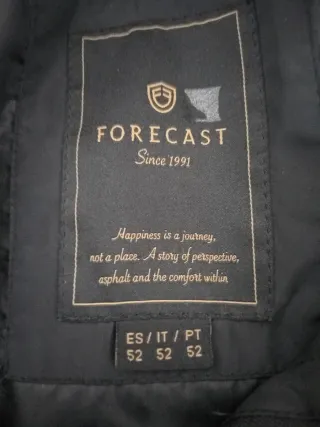 FORECAST
Since 1991
Happiness is a journey,
not a place. A story of perspective,
asphalt and the comfort within
ES / IT / PT
52 52 52